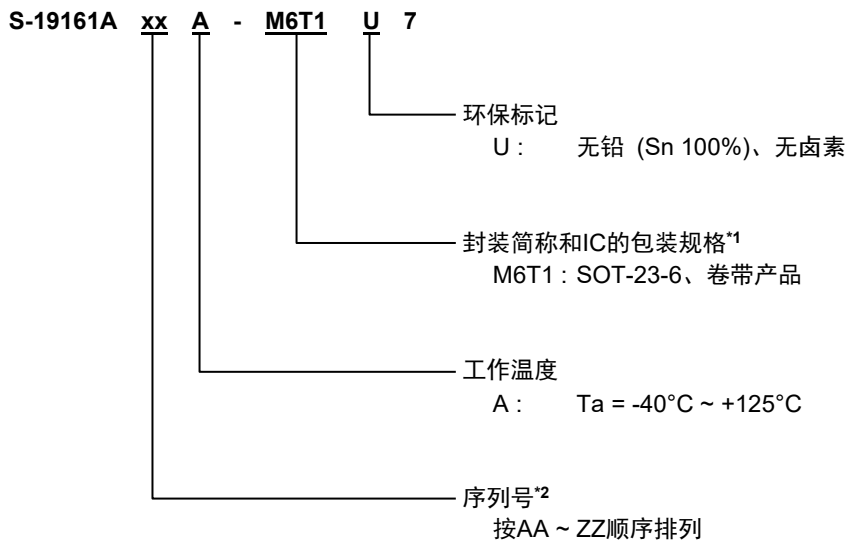 S-19161A xx A - M6T1 U 7
环保标记
U : 无铅 (Sn 100%)、无卤素
封装简称和IC的包装规格*1
M6T1 : SOT-23-6、卷带产品
工作温度
A : Ta = -40°C ~ +125°C
序列号*2
按AA ~ ZZ顺序排列